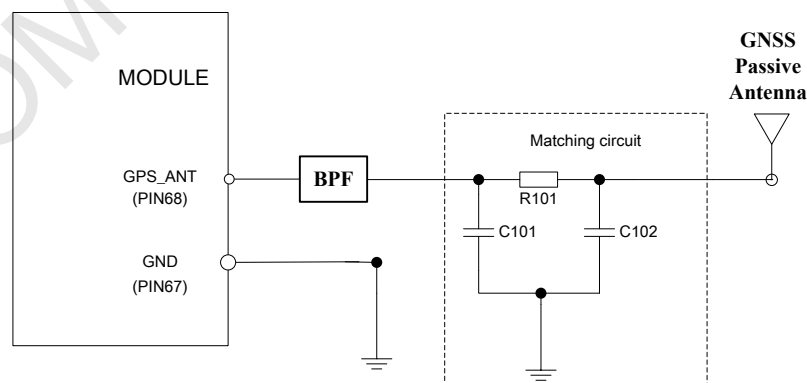 GNSS
Passive
Antenna
MODULE
Matching circuit
GPS_ANT
(PIN68)
BPF
R101
C101
C102
GND
(PIN67)